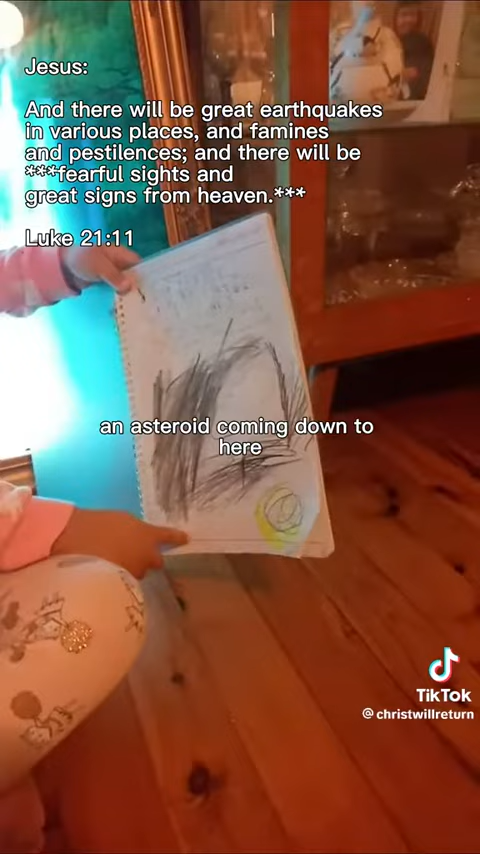 Jesus:
And there will be great earthquakes
in various places, and famines
and pestilences; and there will be
***fearful sights and
great signs from heaven.***
Luke 21:11
an asteroid coming down to
here
TikTok
@christwillreturn